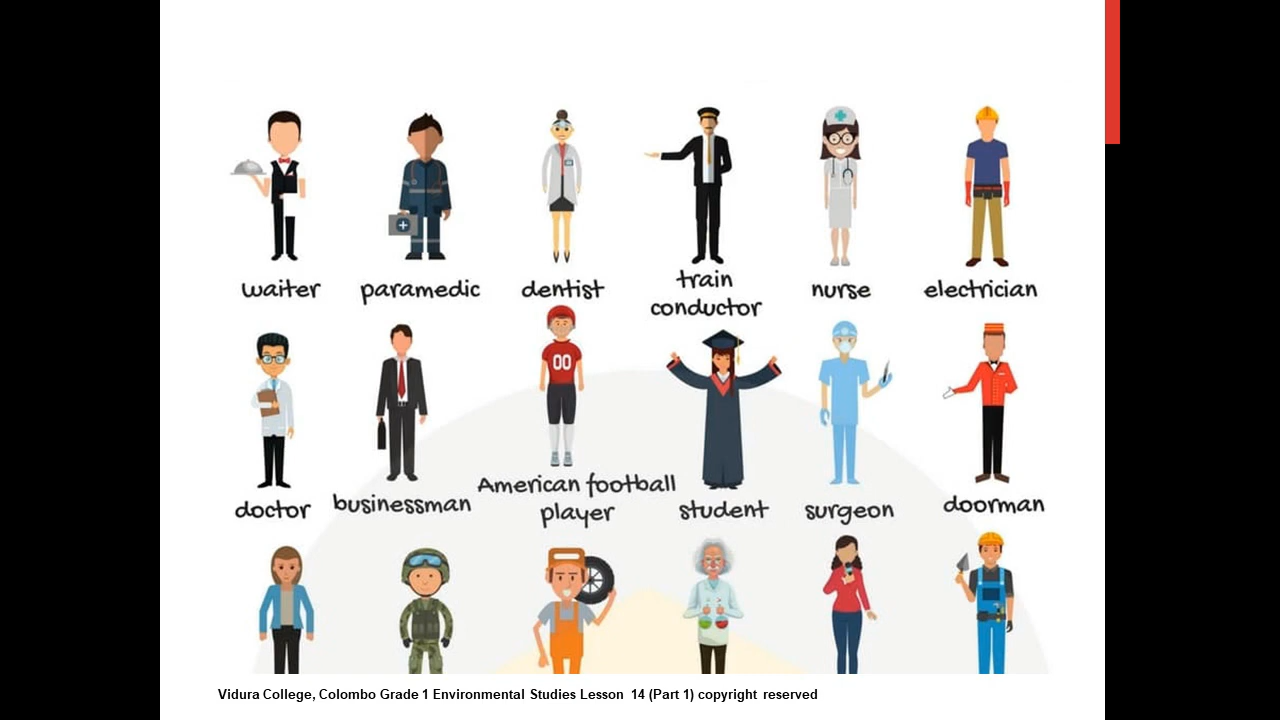 waiter paramedic dentist train conductor nurse electrician
doctor businessman American football player student surgeon doorman
00
Vidura College, Colombo Grade 1 Environmental Studies Lesson 14 (Part 1) copyright reserved